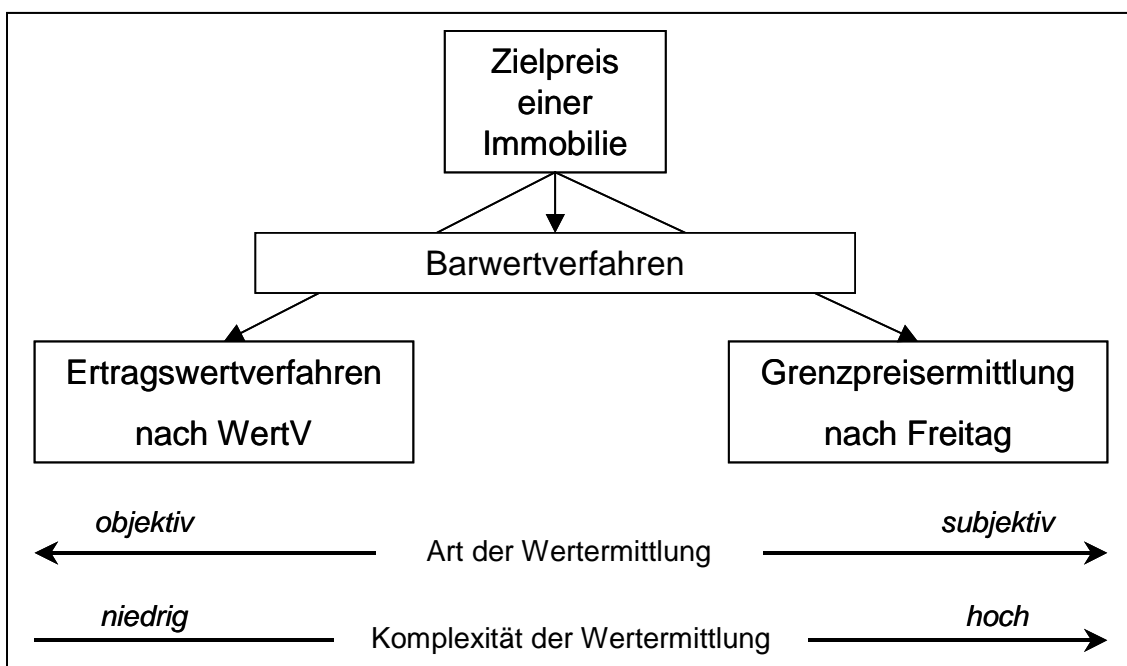 Zielpreis
einer
Immobilie
Barwertverfahren
Ertragswertverfahren
nach WertV
Grenzpreisermittlung
nach Freitag
objektiv
Art der Wertermittlung
subjektiv
niedrig
Komplexität der Wertermittlung
hoch